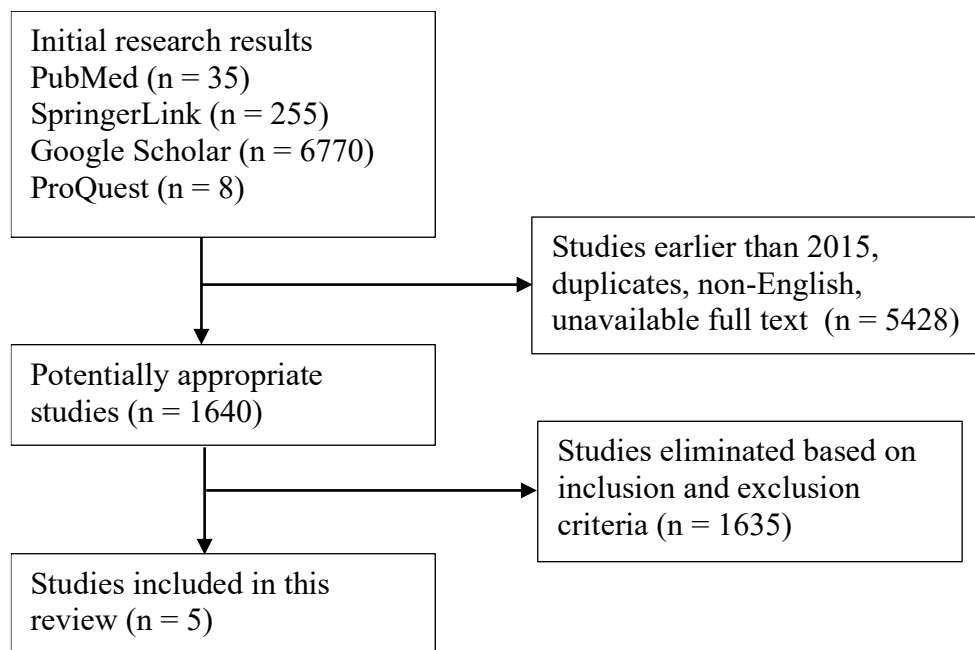 Initial research results
PubMed (n = 35)
SpringerLink (n = 255)
Google Scholar (n = 6770)
ProQuest (n = 8)
Studies earlier than 2015,
duplicates, non-English,
unavailable full text  (n = 5428)
Potentially appropriate
studies (n = 1640)
Studies eliminated based on
inclusion and exclusion
criteria (n = 1635)
Studies included in this
review (n = 5)